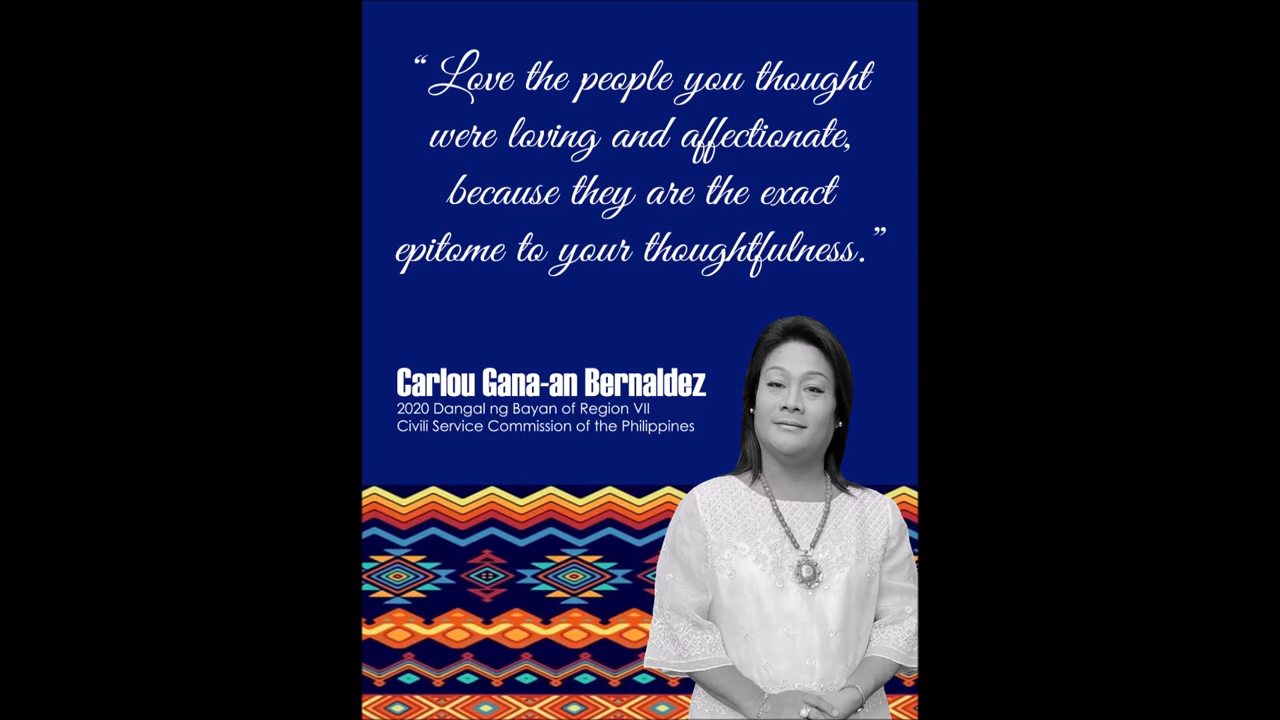 “Love the people you thought
were loving and affectionate,
because they are the exact
epitome to your thoughtfulness.”
Carlou Gana-an Bernaldez
2020 Dangal ng Bayan of Region VII
Civili Service Commission of the Philippines